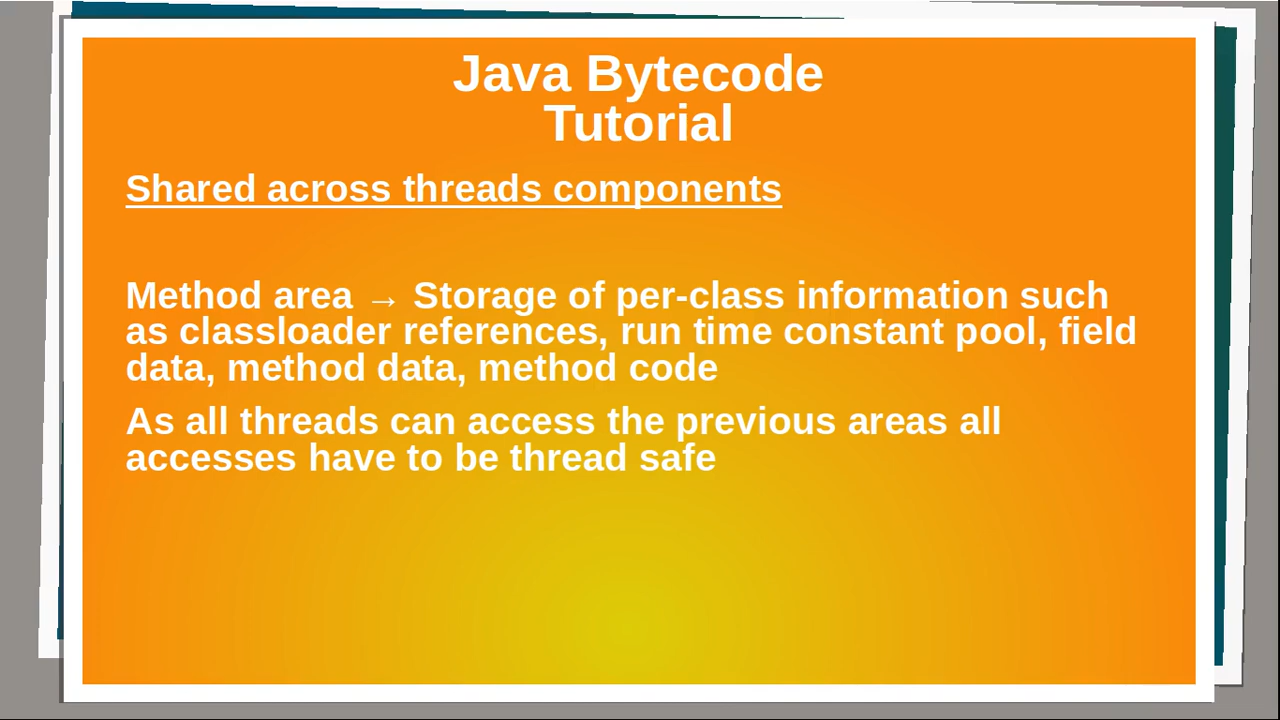 Java Bytecode
Tutorial
Shared across threads components
Method area → Storage of per-class information such
as classloader references, run time constant pool, field
data, method data, method code
As all threads can access the previous areas all
accesses have to be thread safe